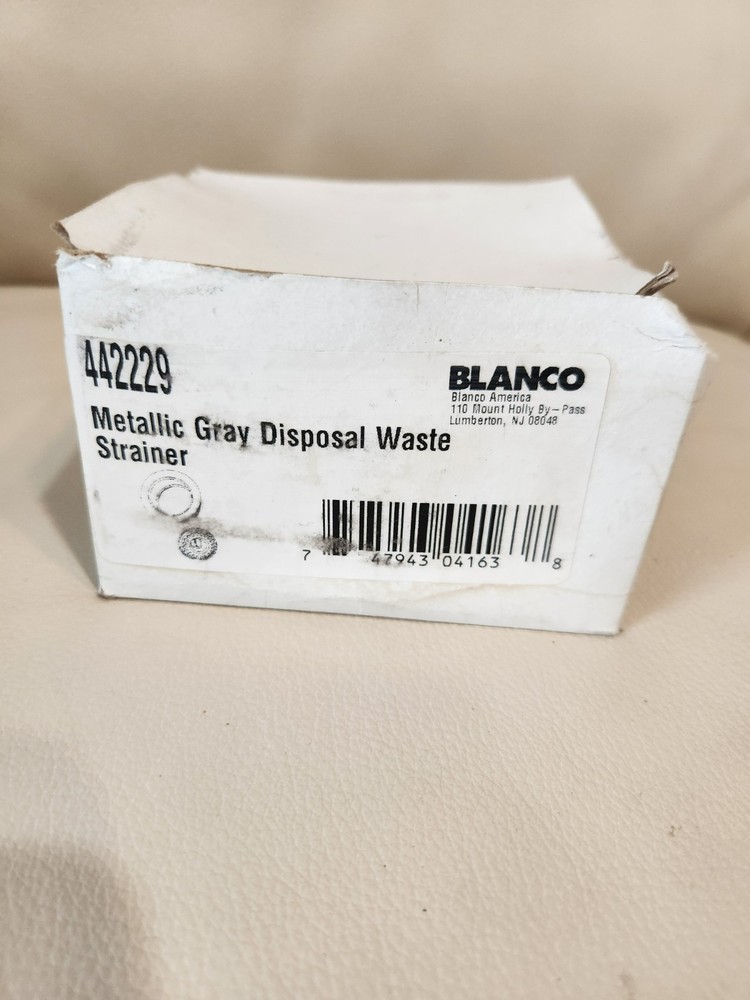 442229
Metallic Gray Disposal Waste
Strainer
BLANCO
Blanco America
110 Mount Holly By-Pass
Lumberton, NJ 08048
7 47943 04163 8